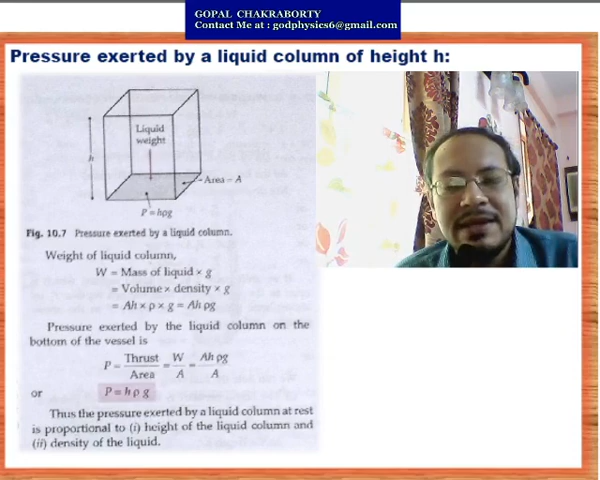 GOPAL CHAKRABORTY
Contact Me at : godphysics6@gmail.com
Pressure exerted by a liquid column of height h:
Liquid
weight
h
Area = A
P = hρg
Fig. 10.7 Pressure exerted by a liquid column.
Weight of liquid column,
W = Mass of liquid × g
= Volume × density × g
= Ah × ρ × g = Ah ρg
Pressure exerted by the liquid column on the
bottom of the vessel is
P = Thrust / Area = W / A = Ah ρg / A
or P = h ρ g
Thus the pressure exerted by a liquid column at rest
is proportional to (i) height of the liquid column and
(ii) density of the liquid.